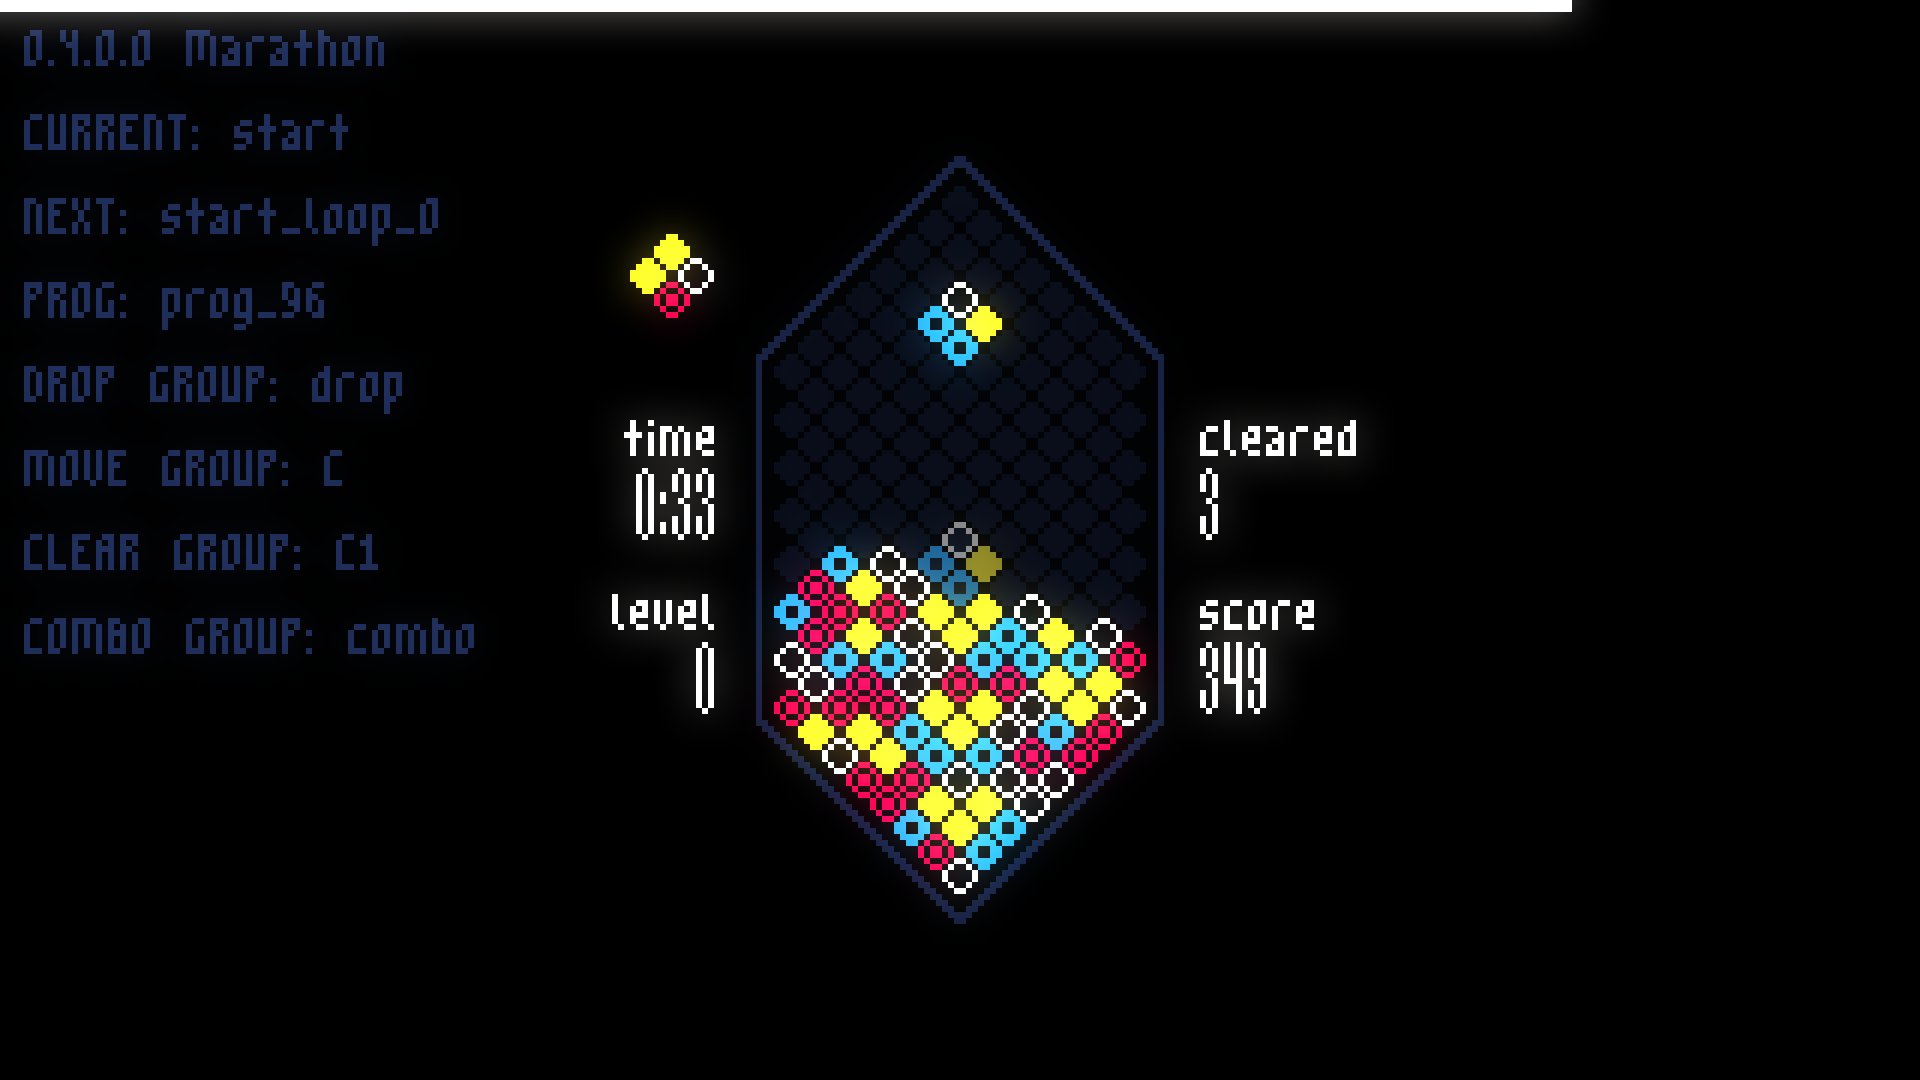 0.4.0.0 Marathon
CURRENT: start
NEXT: start_loop_0
PROG: prog_96
DROP GROUP: drop
MOVE GROUP: C
CLEAR GROUP: C1
COMBO GROUP: combo
time
0:33
level
0
cleared
3
score
349